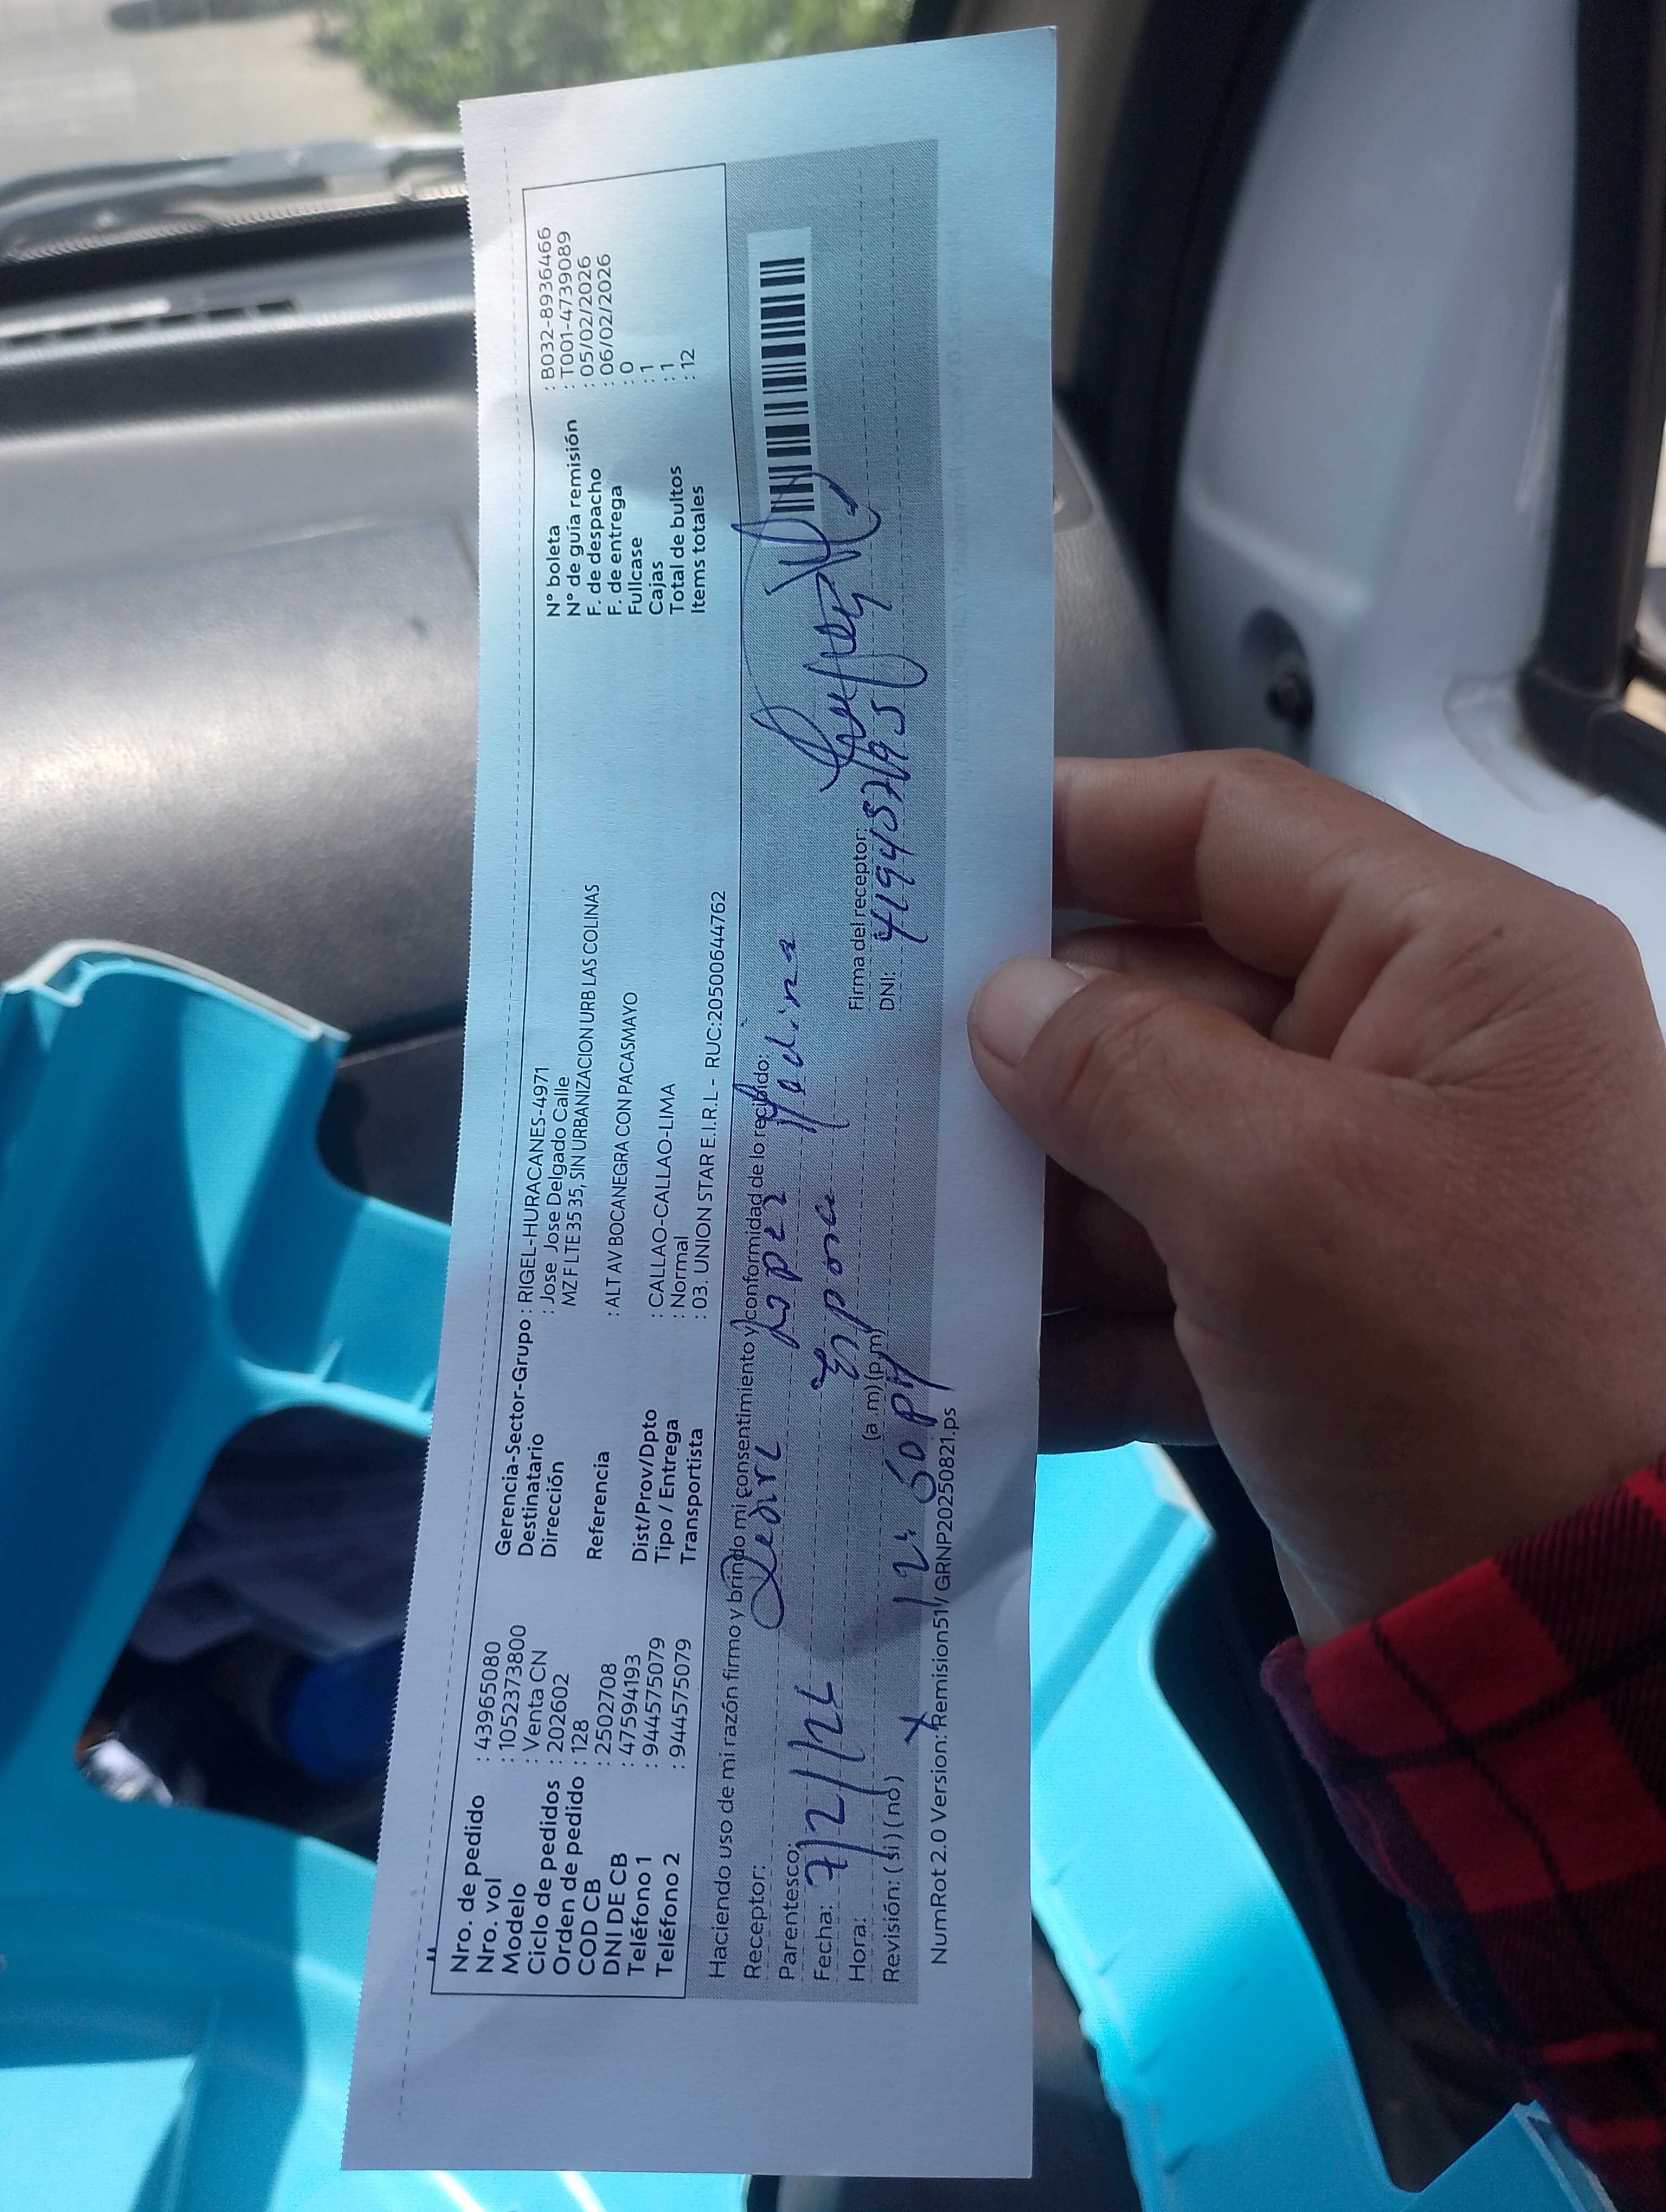 Nro. de pedido : 43965080
Nro. vol : 1052373800
Modelo : Venta CN
Ciclo de pedidos : 202602
Orden de pedido : 128
COD CB : 2502708
DNI DE CB : 47594193
Teléfono 1 : 944575079
Teléfono 2 : 944575079
Gerencia-Sector-Grupo : RIGEL-HURACANES-4971
Destinatario : Jose Jose Delgado Calle
Dirección MZ F LTE 35 35, SIN URBANIZACION URB LAS COLINAS
Referencia : ALT AV BOCANEGRA CON PACASMAYO
Dist/Prov/Dpto : CALLAO-CALLAO-LIMA
Tipo / Entrega : Normal
Transportista : 03. UNION STAR E.I.R.L - RUC:20500644762
N° boleta : B032-8936466
N° de guía remisión : T001-4739089
F. de despacho : 05/02/2026
F. de entrega : 06/02/2026
Fullcase : 0
Cajas : 1
Total de bultos : 1
Items totales : 12
Haciendo uso de mi razón firmo y brindo mi consentimiento y conformidad de lo recibido:
Receptor: Lopez Medina
Parentesco: Esposa
Fecha: 7/2/26
Hora: 12:50 PM (a m) (p m)
Revisión: (si) (no) X
Firma del receptor:
DNI:
NumRot 2.0 Version: Remision51/ GRNP20250821.ps